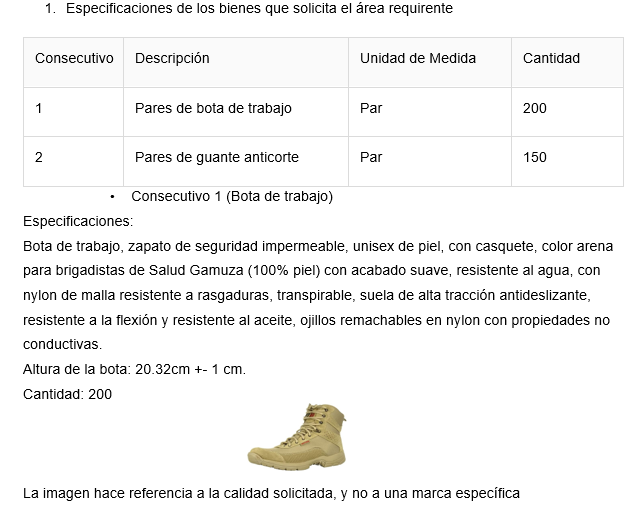 1. Especificaciones de los bienes que solicita el área requirente
Consecutivo Descripción Unidad de Medida Cantidad
1 Pares de bota de trabajo Par 200
2 Pares de guante anticorte Par 150
• Consecutivo 1 (Bota de trabajo)
Especificaciones:
Bota de trabajo, zapato de seguridad impermeable, unisex de piel, con casquete, color arena
para brigadistas de Salud Gamuza (100% piel) con acabado suave, resistente al agua, con
nylon de malla resistente a rasgaduras, transpirable, suela de alta tracción antideslizante,
resistente a la flexión y resistente al aceite, ojillos remachables en nylon con propiedades no
conductivas.
Altura de la bota: 20.32cm +- 1 cm.
Cantidad: 200
La imagen hace referencia a la calidad solicitada, y no a una marca específica